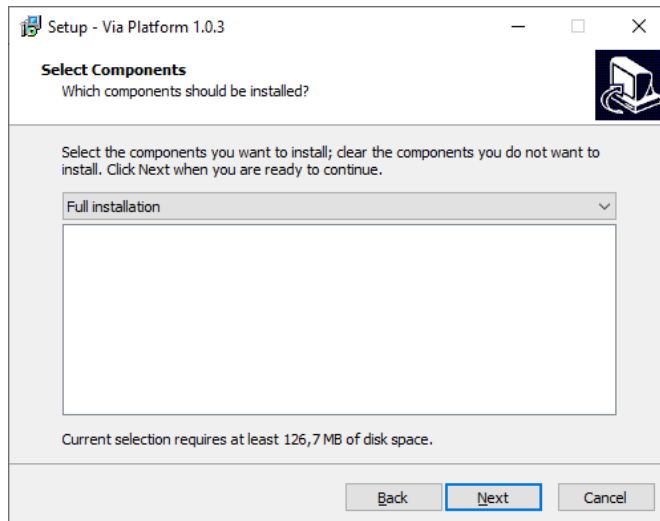 Setup - Via Platform 1.0.3
Select Components
Which components should be installed?
Select the components you want to install; clear the components you do not want to
install. Click Next when you are ready to continue.
Full installation
Current selection requires at least 126,7 MB of disk space.
Back
Next
Cancel